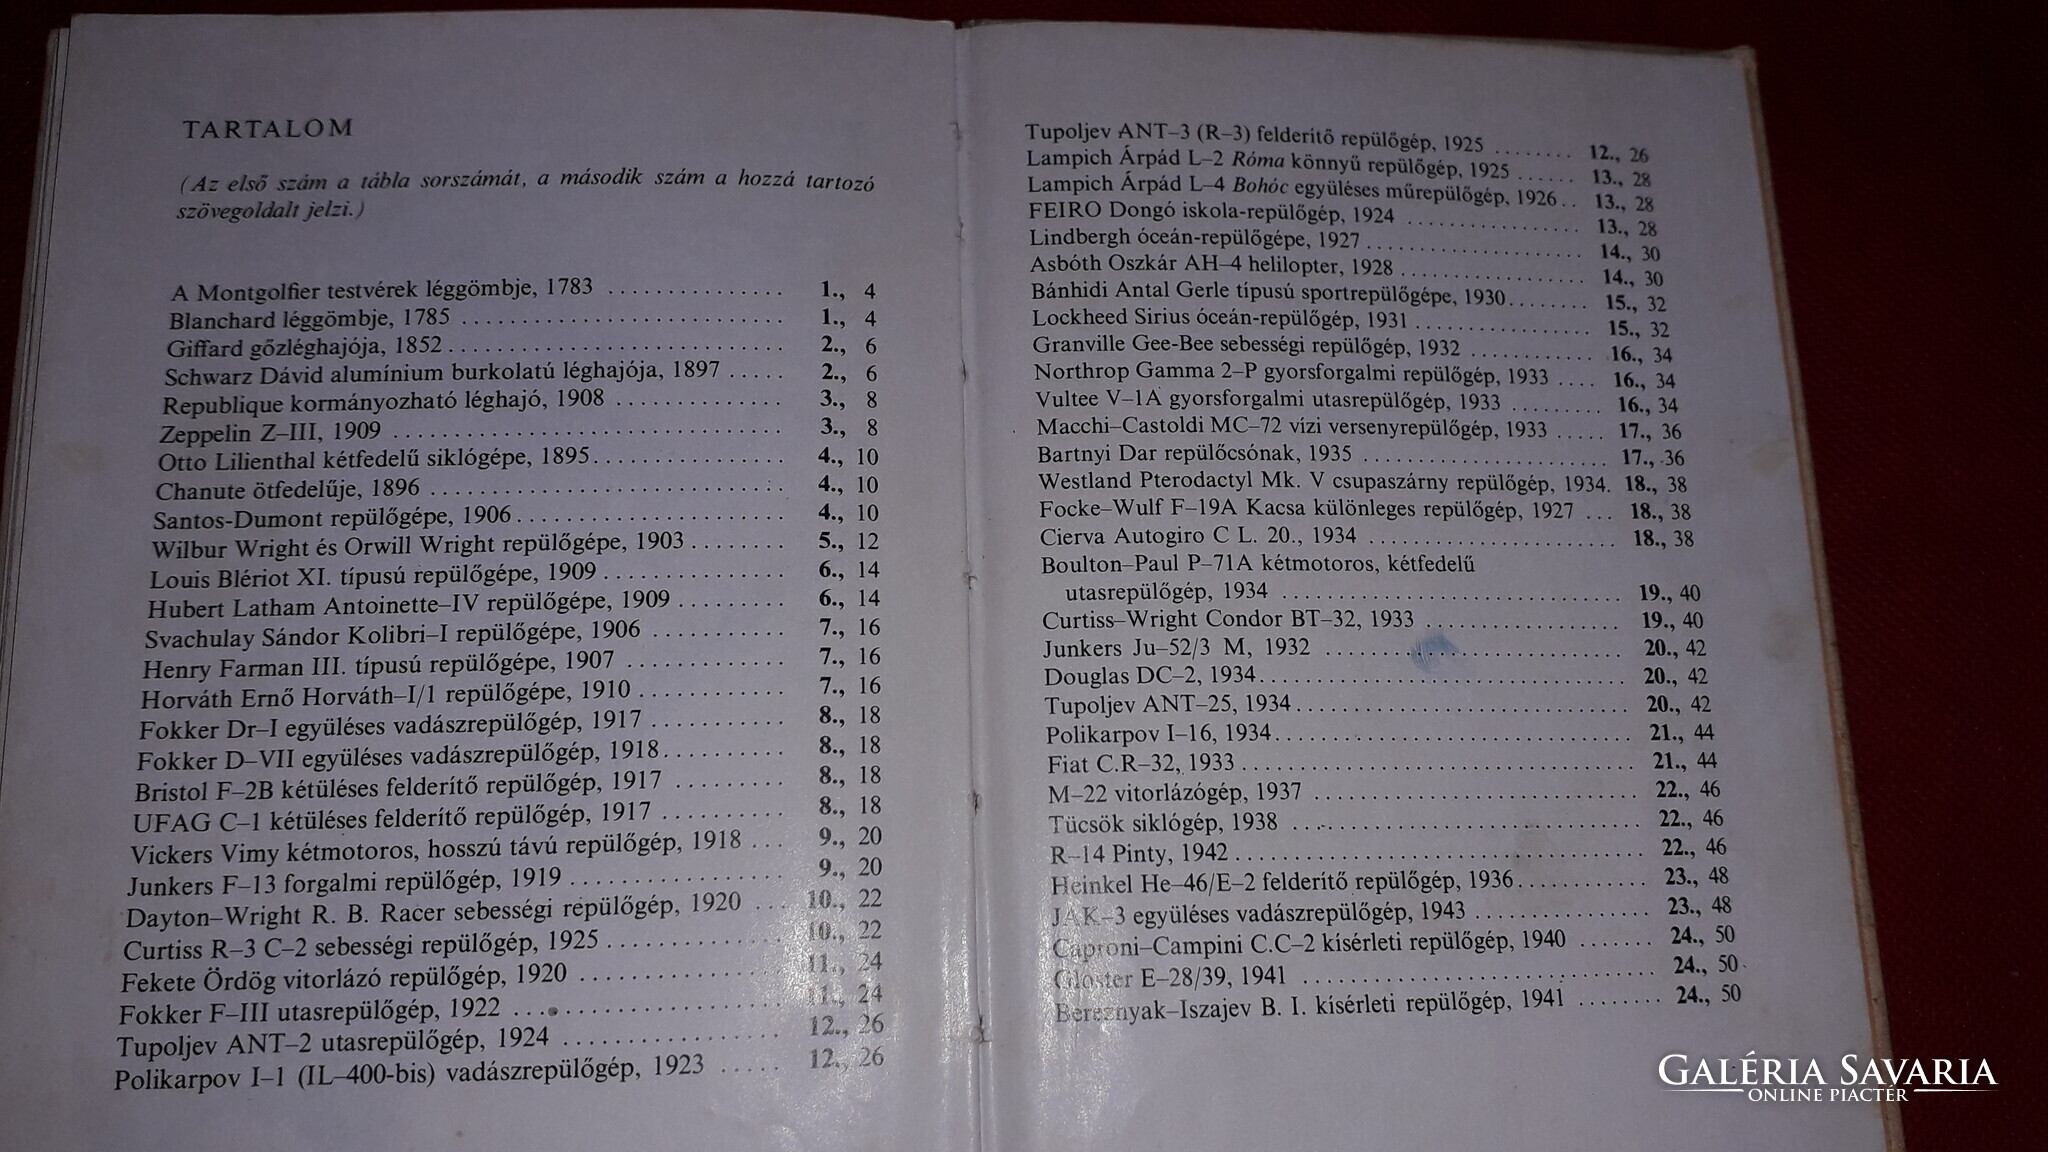 TARTALOM
(Az első szám a tábla sorszámát, a második szám a hozzá tartozó
szövegoldalt jelzi.)
A Montgolfier testvérek léggömbje, 1783 ............... 1., 4
Blanchard léggömbje, 1785 ............................ 1., 4
Giffard gőzléghajója, 1852 ............................. 2., 6
Schwarz Dávid alumínium burkolatú léghajója, 1897 ..... 2., 6
Republique kormányozható léghajó, 1908 ............... 3., 8
Zeppelin Z–III, 1909 .................................. 3., 8
Otto Lilienthal kétfedelű siklógépe, 1895................. 4., 10
Chanute ötfedelűje, 1896 ............................... 4., 10
Santos-Dumont repülőgépe, 1906........................ 4., 10
Wilbur Wright és Orwill Wright repülőgépe, 1903 ........ 5., 12
Louis Blériot XI. típusú repülőgépe, 1909 ................ 6., 14
Hubert Latham Antoinette–IV repülőgépe, 1909 ......... 6., 14
Svachulay Sándor Kolibri–I repülőgépe, 1906 ............ 7., 16
Henry Farman III. típusú repülőgépe, 1907 .............. 7., 16
Horváth Ernő Horváth–I/1 repülőgépe, 1910 ............. 7., 16
Fokker Dr–I együléses vadászrepülőgép, 1917 ............ 8., 18
Fokker D–VII együléses vadászrepülőgép, 1918........... 8., 18
Bristol F–2B kétüléses felderítő repülőgép, 1917 .......... 8., 18
UFAG C–1 kétüléses felderítő repülőgép, 1917 ........... 8., 18
Vickers Vimy kétmotoros, hosszú távú repülőgép, 1918 ... 9., 20
Junkers F–13 forgalmi repülőgép, 1919 .................. 9., 20
Dayton–Wright R. B. Racer sebességi repülőgép, 1920 ... 10., 22
Curtiss R–3 C–2 sebességi repülőgép, 1925 ............... 10., 22
Fekete Ördög vitorlázó repülőgép, 1920 ................. 11., 24
Fokker F–III utasrepülőgép, 1922 ....................... 11., 24
Tupoljev ANT–2 utasrepülőgép, 1924 ................... 12., 26
Polikarpov I–1 (IL–400-bis) vadászrepülőgép, 1923 ..... 12., 26
Tupoljev ANT–3 (R–3) felderítő repülőgép, 1925 ........ 12., 26
Lampich Árpád L–2 Róma könnyű repülőgép, 1925 ...... 13., 28
Lampich Árpád L–4 Bohóc együléses műrepülőgép, 1926.. 13., 28
FEIRO Dongó iskola-repülőgép, 1924 ................. 13., 28
Lindbergh óceán-repülőgépe, 1927 ...................... 14., 30
Asbóth Oszkár AH–4 helilopter, 1928 ................... 14., 30
Bánhidi Antal Gerle típusú sportrepülőgépe, 1930........ 15., 32
Lockheed Sirius óceán-repülőgép, 1931 .................. 15., 32
Granville Gee-Bee sebességi repülőgép, 1932 ............ 16., 34
Northrop Gamma 2–P gyorsforgalmi repülőgép, 1933 .... 16., 34
Vultee V–1A gyorsforgalmi utasrepülőgép, 1933 ......... 16., 34
Macchi–Castoldi MC–72 vízi versenyrepülőgép, 1933 ..... 17., 36
Bartnyi Dar repülőcsónak, 1935 ........................ 17., 36
Westland Pterodactyl Mk. V csupaszárny repülőgép, 1934. 18., 38
Focke–Wulf F–19A Kacsa különleges repülőgép, 1927 ... 18., 38
Cierva Autogiro C L. 20., 1934 ......................... 18., 38
Boulton–Paul P–71A kétmotoros, kétfedelű
utasrepülőgép, 1934 ................................. 19., 40
Curtiss–Wright Condor BT–32, 1933 ................... 19., 40
Junkers Ju–52/3 M, 1932 ............................. 20., 42
Douglas DC–2, 1934................................... 20., 42
Tupoljev ANT–25, 1934................................ 20., 42
Polikarpov I–16, 1934.................................. 21., 44
Fiat C.R–32, 1933 ..................................... 21., 44
M–22 vitorlázógép, 1937 ............................... 22., 46
Tücsök siklógép, 1938 ................................. 22., 46
R–14 Pinty, 1942 ...................................... 22., 46
Heinkel He–46/E–2 felderítő repülőgép, 1936............ 23., 48
JAK–3 együléses vadászrepülőgép, 1943 ................. 23., 48
Caproni–Campini C.C–2 kísérleti repülőgép, 1940 ....... 24., 50
Gloster E–28/39, 1941 ................................. 24., 50
Bereznyak–Iszajev B. I. kísérleti repülőgép, 1941 ........ 24., 50
GALÉRIA SAVARIA
ONLINE PIACTÉR